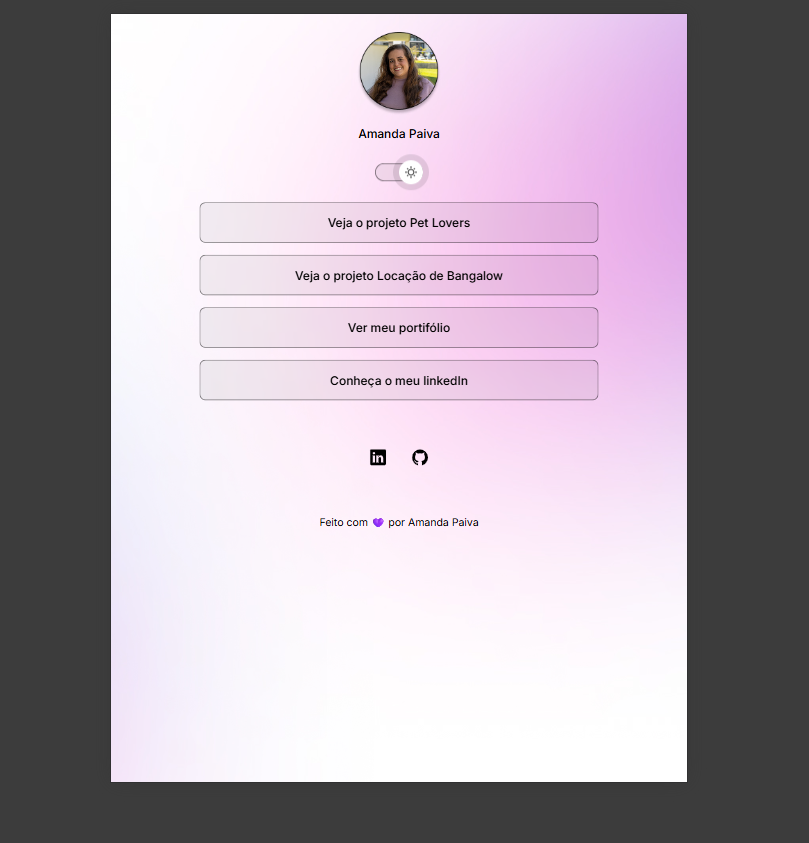 Amanda Paiva
Veja o projeto Pet Lovers
Veja o projeto Locação de Bangalow
Ver meu portifólio
Conheça o meu linkedIn
in
Feito com 💜 por Amanda Paiva